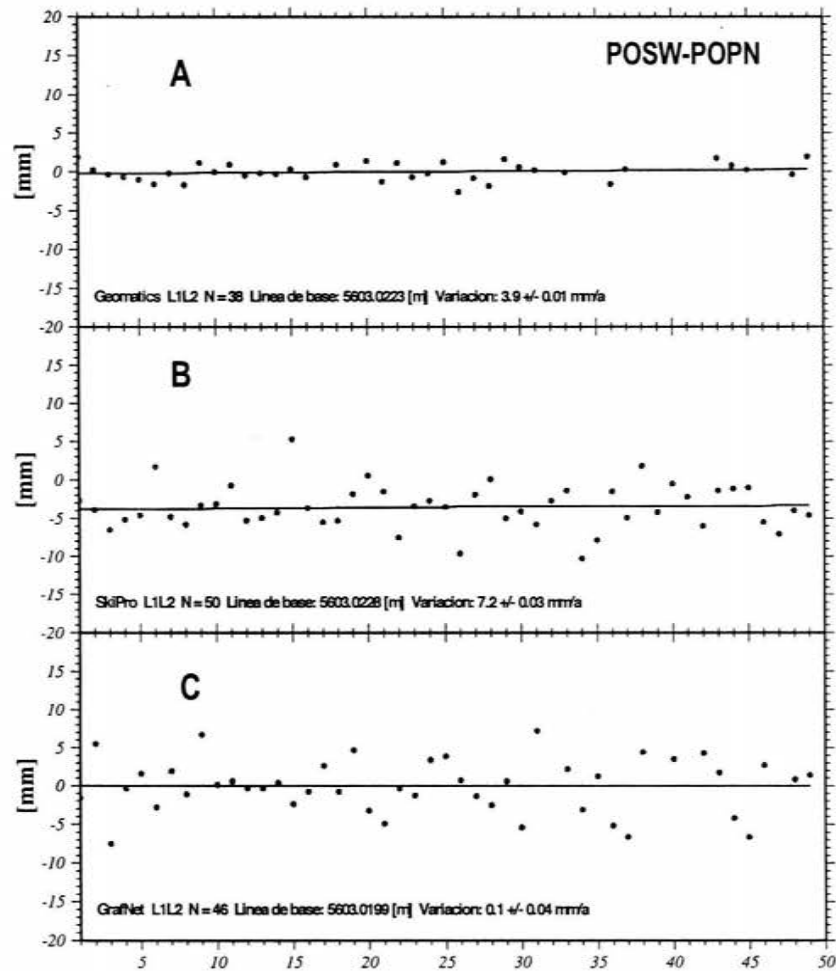 POSW-POPN
A
[mm]
20
15
10
5
0
-5
-10
-15
-20
Geomatics L1L2 N = 38 Linea de base: 5603.0223 [m] Variacion: 3.9 +/- 0.01 mm/a
B
[mm]
15
10
5
0
-5
-10
-15
-20
SkiPro L1L2 N = 50 Linea de base: 5603.0228 [m] Variacion: 7.2 +/- 0.03 mm/a
C
[mm]
15
10
5
0
-5
-10
-15
-20
GrafNet L1L2 N = 46 Linea de base: 5603.0199 [m] Variacion: 0.1 +/- 0.04 mm/a
5 10 15 20 25 30 35 40 45 50